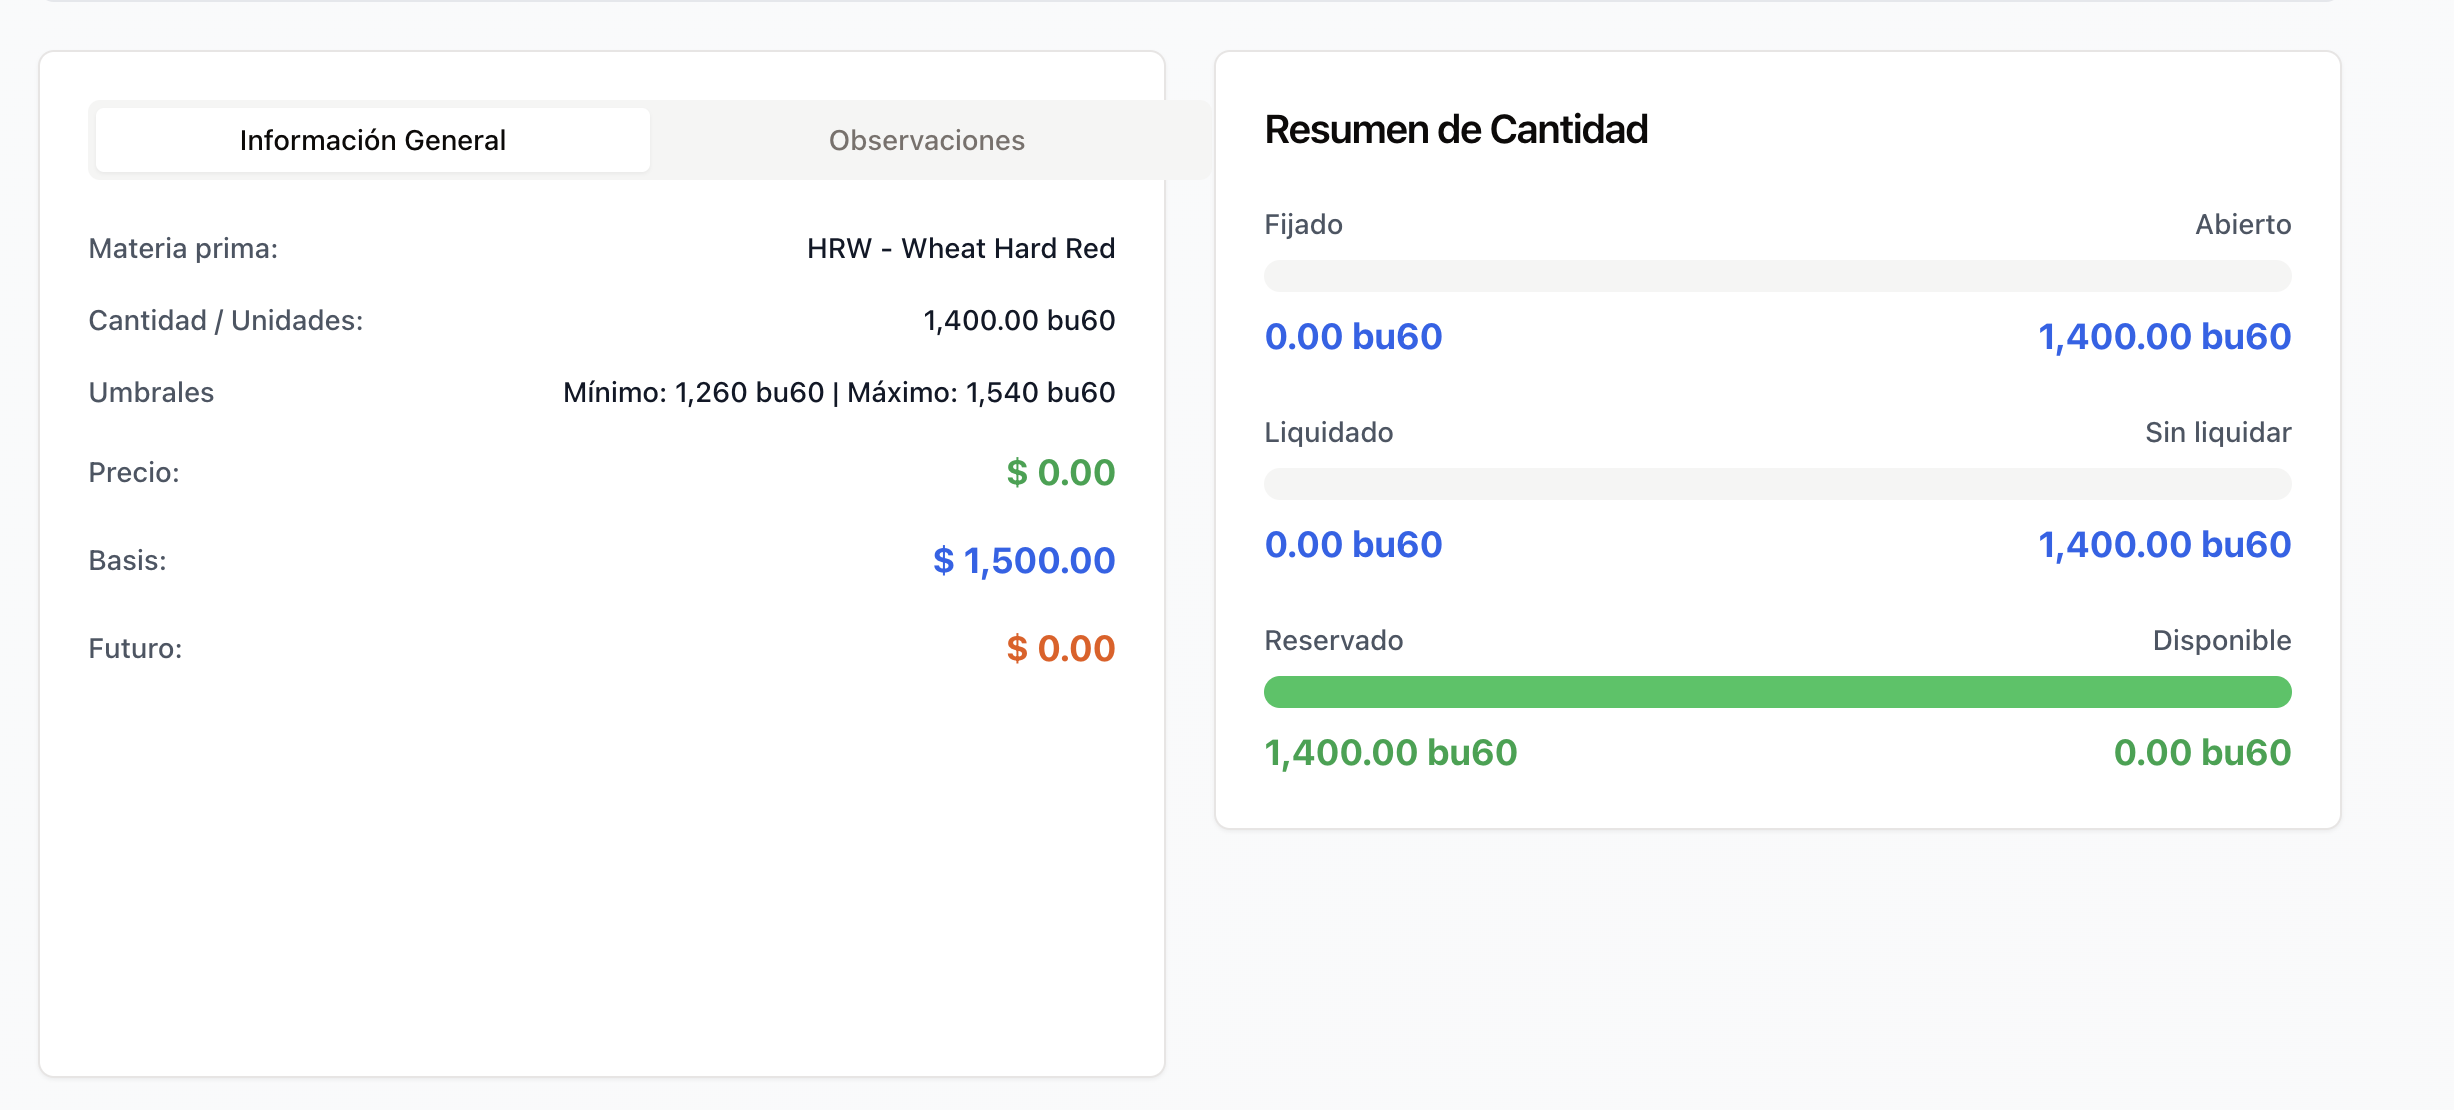 Información General
Observaciones
Materia prima:
HRW - Wheat Hard Red
Cantidad / Unidades:
1,400.00 bu60
Umbrales
Mínimo: 1,260 bu60 | Máximo: 1,540 bu60
Precio:
$ 0.00
Basis:
$ 1,500.00
Futuro:
$ 0.00
Resumen de Cantidad
Fijado
Abierto
0.00 bu60
1,400.00 bu60
Liquidado
Sin liquidar
0.00 bu60
1,400.00 bu60
Reservado
Disponible
1,400.00 bu60
0.00 bu60